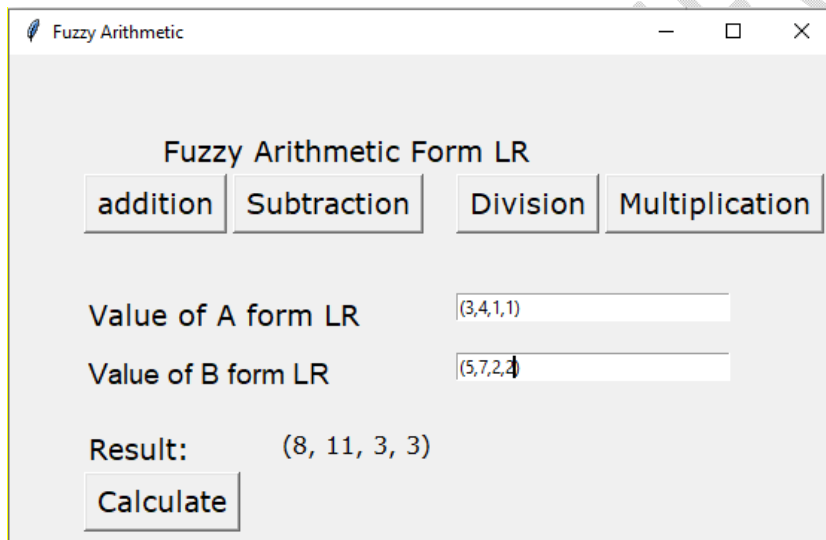 Fuzzy Arithmetic
Fuzzy Arithmetic Form LR
addition Subtraction Division Multiplication
Value of A form LR (3,4,1,1)
Value of B form LR (5,7,2,2)
Result: (8, 11, 3, 3)
Calculate